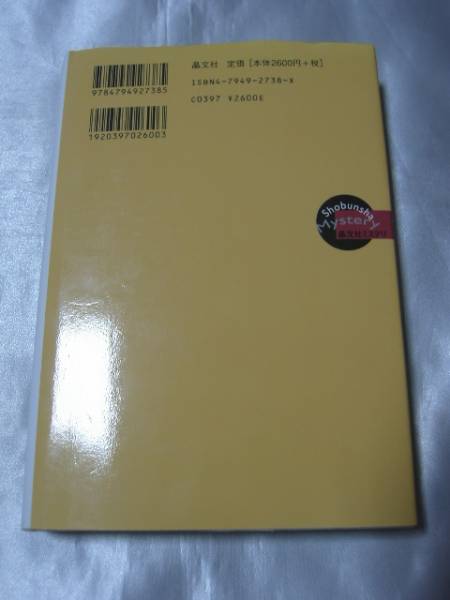 9784794927385
1920397026003
晶文社 定価[本体2600円+税]
ISBN4-7949-2738-X
C0397 ¥2600E
Shobunsha
Mystery
晶文社ミステリ